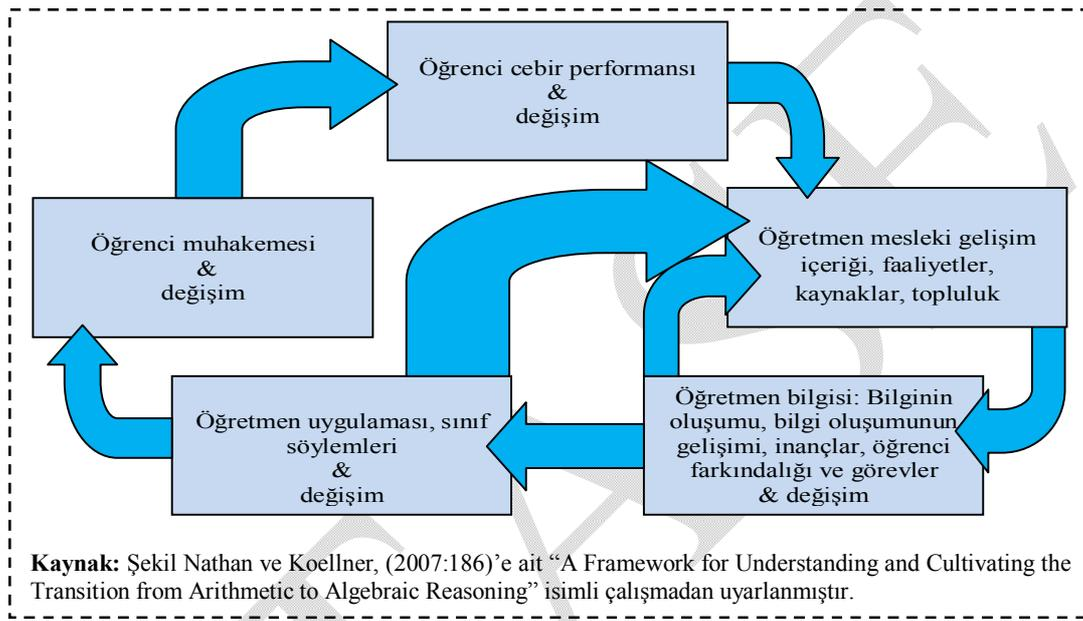 Öğrenci cebir performansı
&
değişim
Öğrenci muhakemesi
&
değişim
Öğretmen mesleki gelişim
içeriği, faaliyetler,
kaynaklar, topluluk
Öğretmen uygulaması, sınıf
söylemleri
&
değişim
Öğretmen bilgisi: Bilginin
oluşumu, bilgi oluşumunun
gelişimi, inançlar, öğrenci
farkındalığı ve görevler
& değişim
Kaynak: Şekil Nathan ve Koellner, (2007:186)’e ait “A Framework for Understanding and Cultivating the
Transition from Arithmetic to Algebraic Reasoning” isimli çalışmadan uyarlanmıştır.